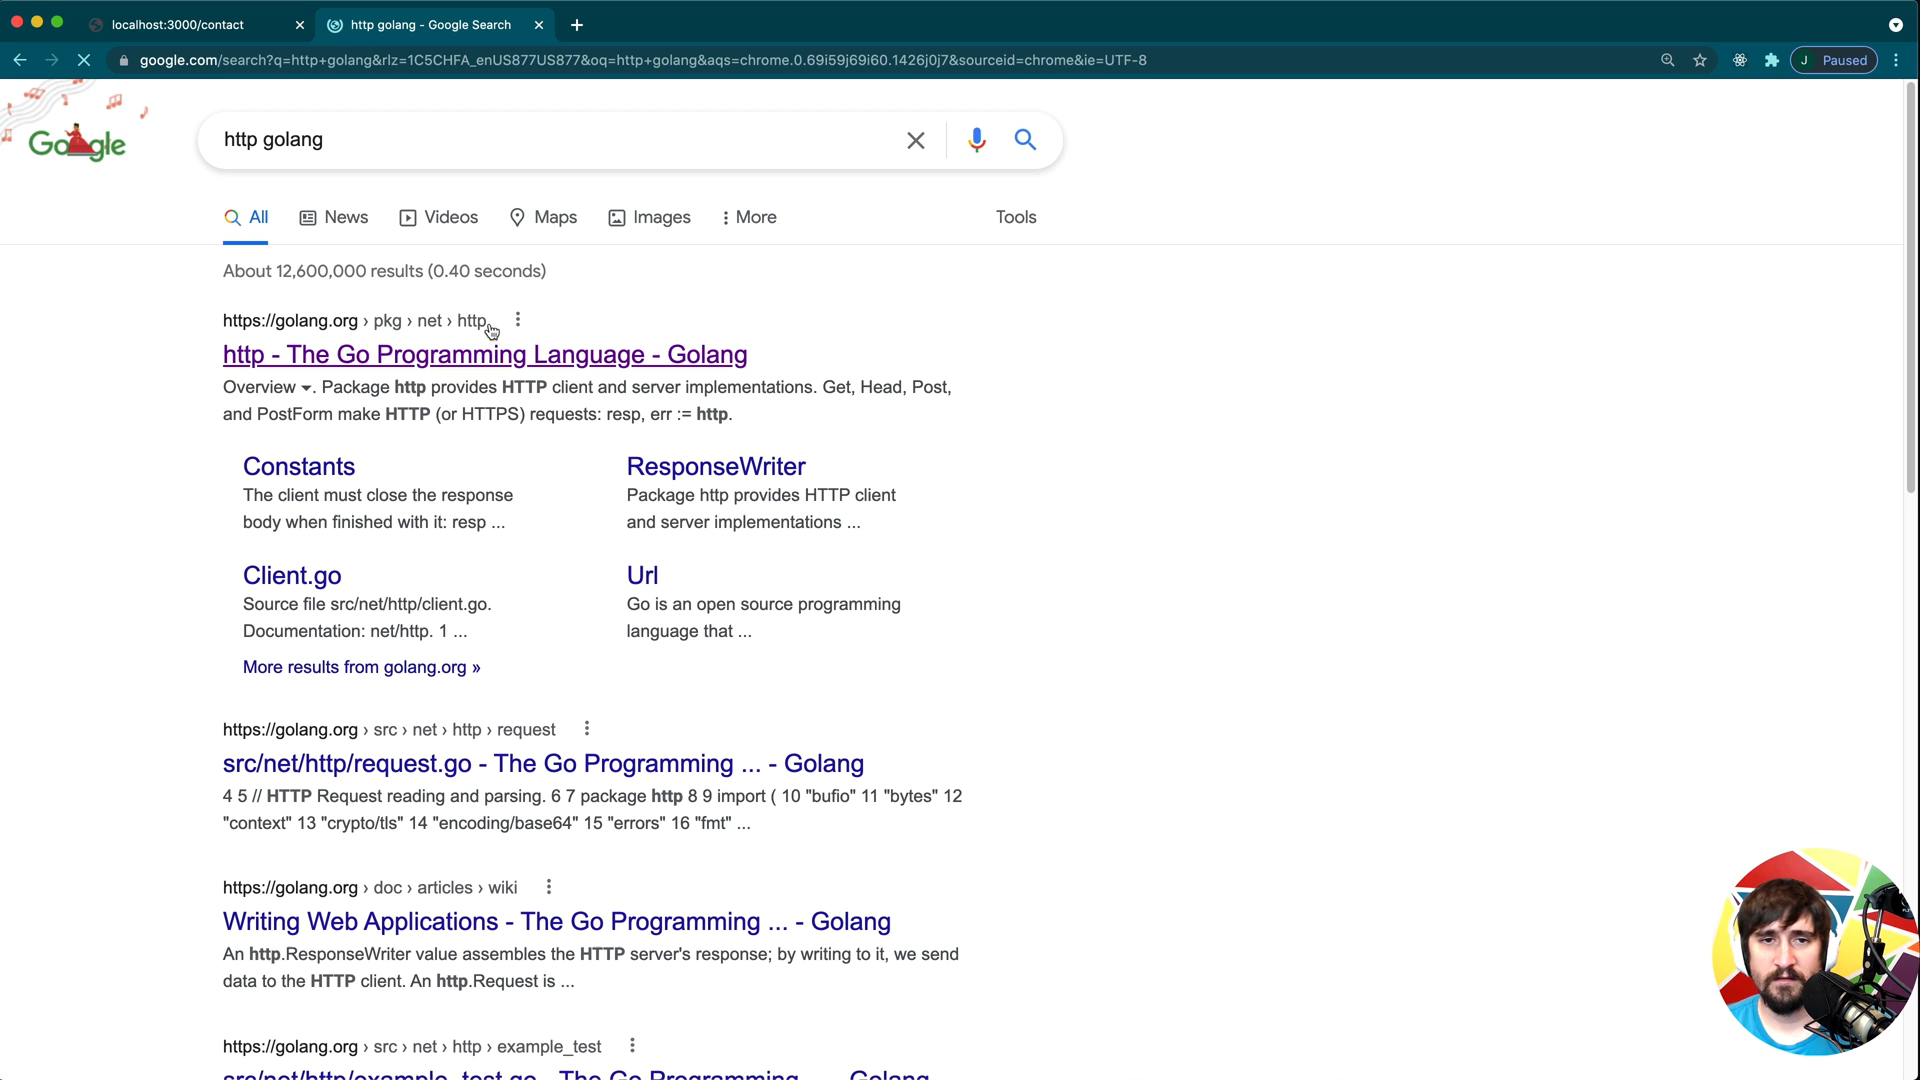 localhost:3000/contact
http golang - Google Search
google.com/search?q=http+golang&rlz=1C5CHFA_enUS877US877&oq=http+golang&aqs=chrome.0.69i59j69i60.1426j0j7&sourceid=chrome&ie=UTF-8
J Paused
Google
http golang
All News Videos Maps Images More Tools
About 12,600,000 results (0.40 seconds)
https://golang.org › pkg › net › http
http - The Go Programming Language - Golang
Overview ▾. Package http provides HTTP client and server implementations. Get, Head, Post,
and PostForm make HTTP (or HTTPS) requests: resp, err := http.
Constants
The client must close the response
body when finished with it: resp ...
ResponseWriter
Package http provides HTTP client
and server implementations ...
Client.go
Source file src/net/http/client.go.
Documentation: net/http. 1 ...
Url
Go is an open source programming
language that ...
More results from golang.org »
https://golang.org › src › net › http › request
src/net/http/request.go - The Go Programming ... - Golang
4 5 // HTTP Request reading and parsing. 6 7 package http 8 9 import ( 10 "bufio" 11 "bytes" 12
"context" 13 "crypto/tls" 14 "encoding/base64" 15 "errors" 16 "fmt" ...
https://golang.org › doc › articles › wiki
Writing Web Applications - The Go Programming ... - Golang
An http.ResponseWriter value assembles the HTTP server's response; by writing to it, we send
data to the HTTP client. An http.Request is ...
https://golang.org › src › net › http › example_test
src/net/http/example_test.go - The Go Programming ... - Golang